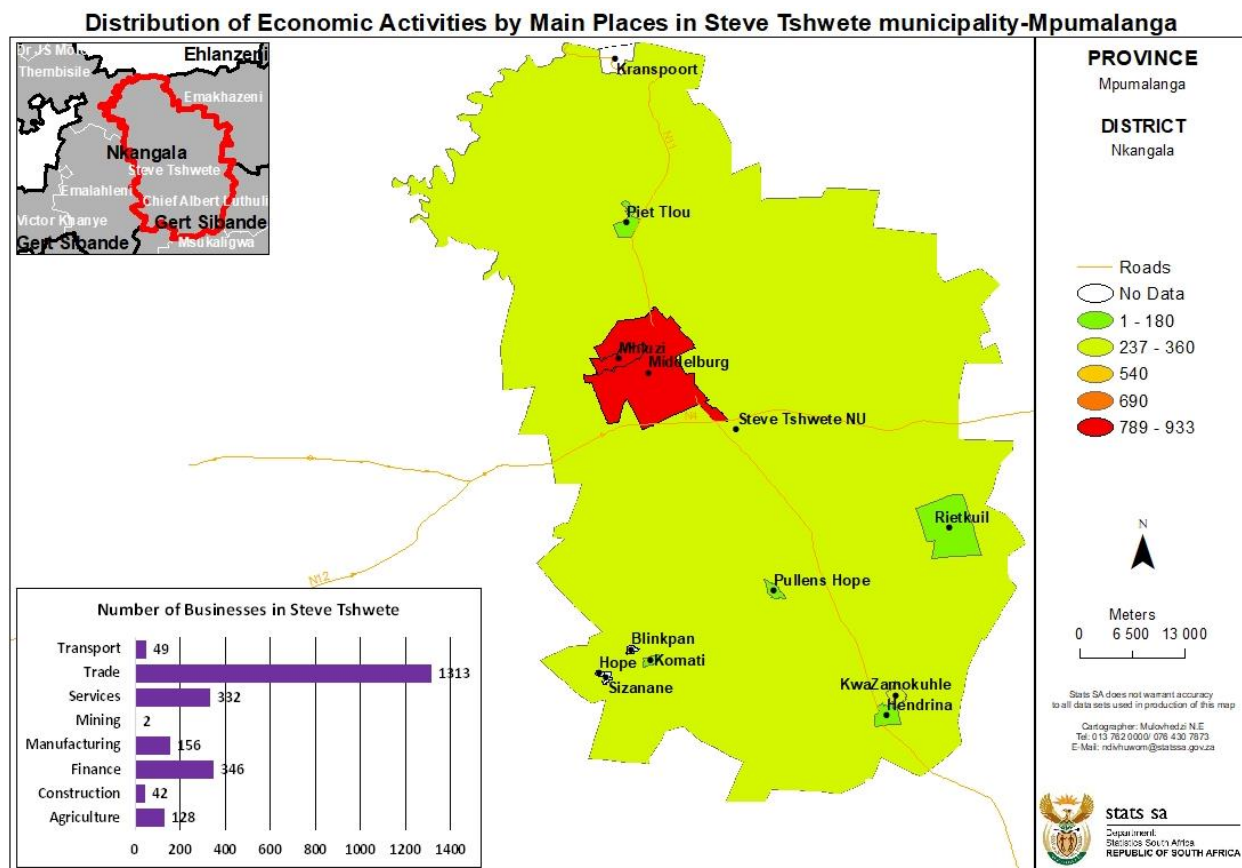 Distribution of Economic Activities by Main Places in Steve Tshwete municipality-Mpumalanga
Ehlanzeni
Thembisile
Emakhazeni
Nkangala
Steve Tshwete
Emalahleni
Chief Albert Luthuli
Victor Khanye
Gert Sibande
Gert Sibande
Msukaligwa
Kranspoort
N11
Piet Tlou
Mhluzi
Middelburg
N4
Steve Tshwete NU
Rietkuil
N12
Pullens Hope
Blinkpan
Hope
Komati
Sizanane
KwaZamokuhle
Hendrina
Number of Businesses in Steve Tshwete
Transport 49
Trade 1313
Services 332
Mining 2
Manufacturing 156
Finance 346
Construction 42
Agriculture 128
0 200 400 600 800 1000 1200 1400
PROVINCE
Mpumalanga
DISTRICT
Nkangala
Roads
No Data
1 - 180
237 - 360
540
690
789 - 933
N
Meters
0 6 500 13 000
Stats SA does not warrant accuracy
to all data sets used in production of this map
Cartographer: Mulovhedzi N.E
Tel: 013 762 0000/ 076 430 7873
E-Mail: ndivhuwom@statssa.gov.za
stats sa
Department:
Statistics South Africa
REPUBLIC OF SOUTH AFRICA